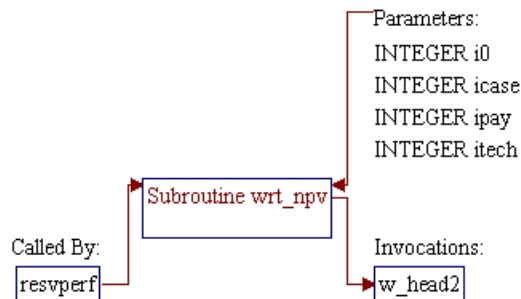 Parameters:
INTEGER i0
INTEGER icase
INTEGER ipay
INTEGER itech
Subroutine wrt_npv
Called By:
resvperf
Invocations:
w_head2